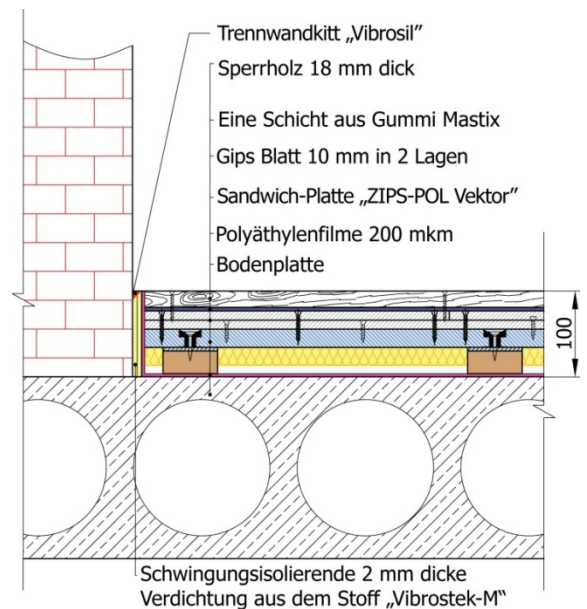 Trennwandkitt „Vibrosil”
Sperrholz 18 mm dick
Eine Schicht aus Gummi Mastix
Gips Blatt 10 mm in 2 Lagen
Sandwich-Platte „ZIPS-POL Vektor”
Polyäthylenfilme 200 mkm
Bodenplatte
100
Schwingungsisolierende 2 mm dicke
Verdichtung aus dem Stoff „Vibrostek-M“